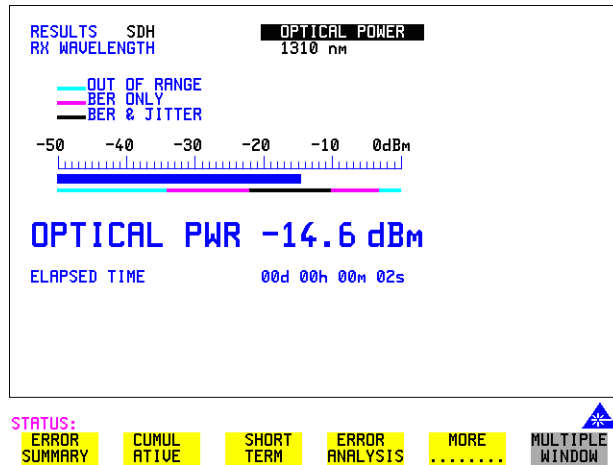 RESULTS SDH OPTICAL POWER
RX WAVELENGTH 1310 nm
OUT OF RANGE
BER ONLY
BER & JITTER
-50 -40 -30 -20 -10 0dBm
OPTICAL PWR -14.6 dBm
ELAPSED TIME 00d 00h 00m 02s
STATUS:
ERROR SUMMARY CUMUL ATIVE SHORT TERM ERROR ANALYSIS MORE ........ MULTIPLE WINDOW